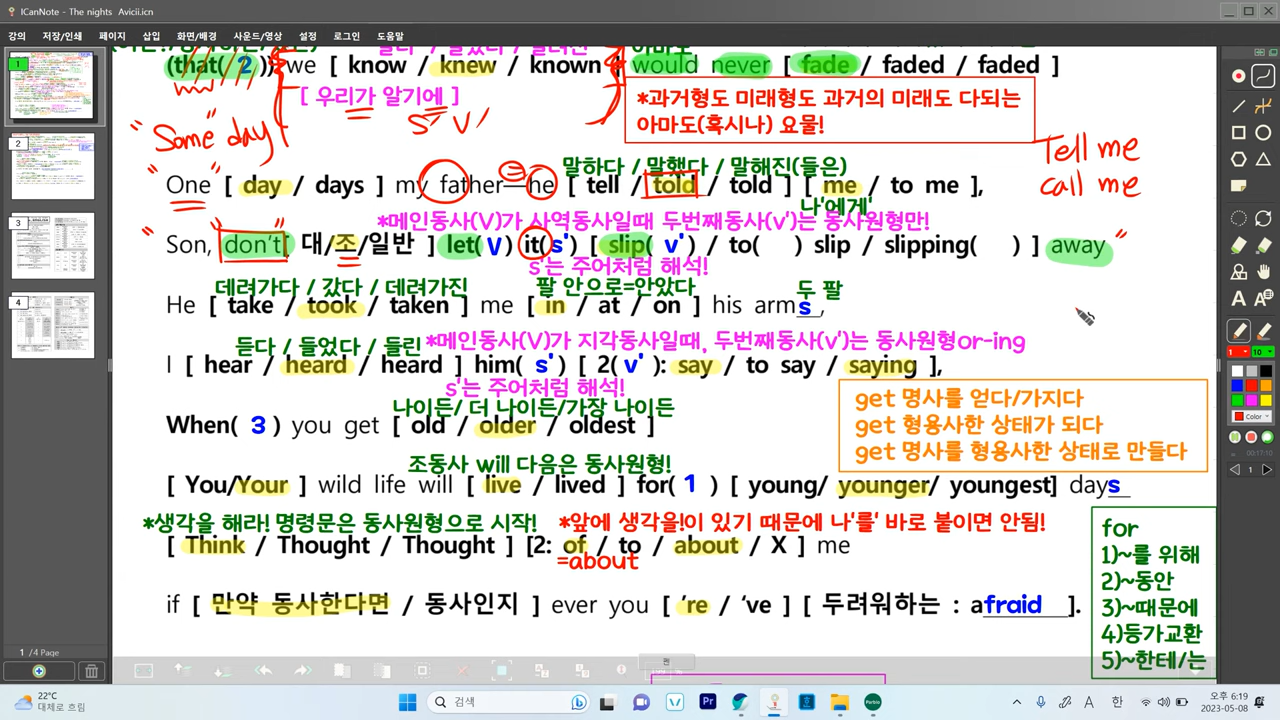 ICanNote - The nights Avicii.icn
강의 저장/인쇄 페이지 삽입 화면/배경 사운드/영상 설정 로그인 도움말
(that( 2 )) we [ know / knew / known would never [ fade / faded / faded ]
아마도
[ 우리가 알기에 ]
S' V'
*과거형도 미래형도 과거의 미래도 다되는
아마도(혹시나) 요물!
"Some" day
Tell me
call me
말하다 / 말했다 / 말해진(들은)
One [ day / days ] my father—he [ tell / told / told ] [ me / to me ],
나'에게'
*메인동사(V)가 사역동사일때 두번째동사(v')는 동사원형만!
" Son, don't[ 대/조/일반 ] let( V ) it( s' ) [ slip( v' ) / to( ) slip / slipping( ) ] away "
s'는 주어처럼 해석!
데려가다 / 갔다 / 데려가진 팔 안으로=안았다 두 팔
He [ take / took / taken ] me [ in / at / on ] his arms,
듣다 / 들었다 / 들린 *메인동사(V)가 지각동사일때, 두번째동사(v')는 동사원형or-ing
I [ hear / heard / heard ] him( s' ) [ 2( v' ): say / to say / saying ],
s'는 주어처럼 해석!
get 명사를 얻다/가지다
get 형용사한 상태가 되다
get 명사를 형용사한 상태로 만들다
나이든/ 더 나이든/가장 나이든
When( 3 ) you get [ old / older / oldest ]
조동사 will 다음은 동사원형!
[ You/Your ] wild life will [ live / lived ] for( 1 ) [ young/ younger/ youngest] days
*생각을 해라! 명령문은 동사원형으로 시작! *앞에 생각을!이 있기 때문에 나'를' 바로 붙이면 안됨!
[ Think / Thought / Thought ] [2: of / to / about / X ] me
=about
if [ 만약 동사한다면 / 동사인지 ] ever you [ 're / 've ] [ 두려워하는 : afraid ].
for
1)~를 위해
2)~동안
3)~때문에
4)등가교환
5)~한테/는
1
2
3
4
1 / 4 Page
Color
00:17:10
1
펜
22°C
대체로 흐림
검색
Pr
A 한
오후 6:19
2023-05-08